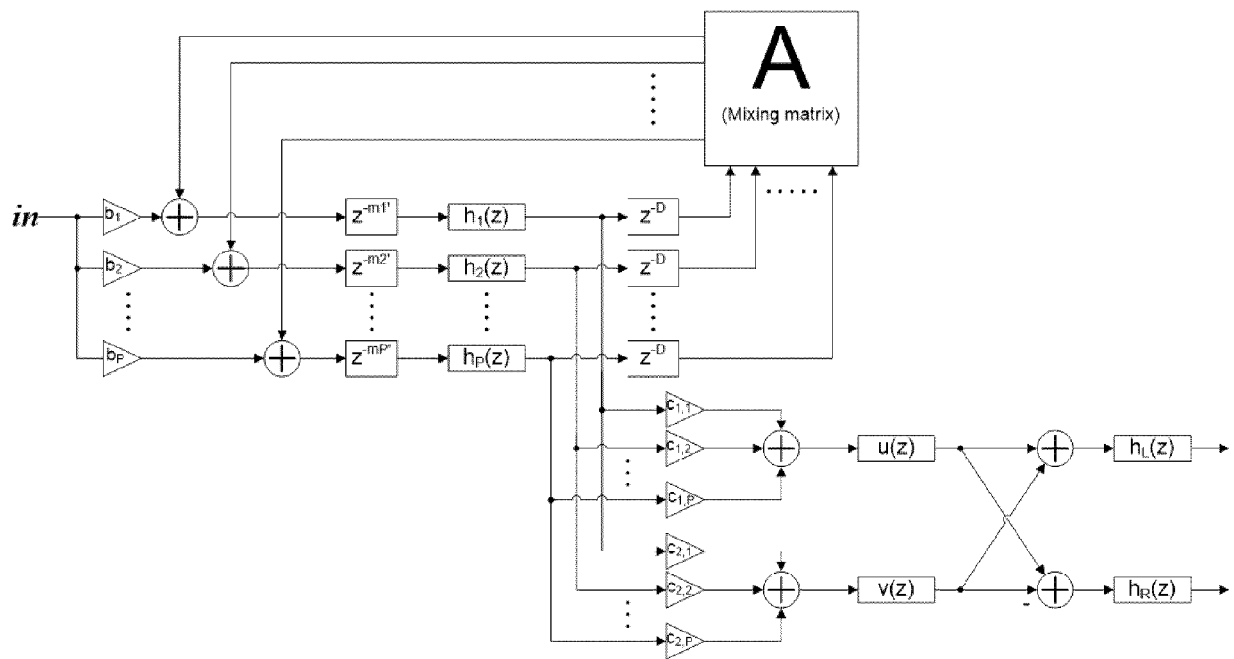 A
(Mixing matrix)
in
b1
z-m1'
h1(z)
z-D
b2
z-m2'
h2(z)
z-D
bP
z-mP'
hP(z)
z-D
c1,1
c1,2
u(z)
hL(z)
c1,P
c2,1
c2,2
v(z)
-
hR(z)
c2,P